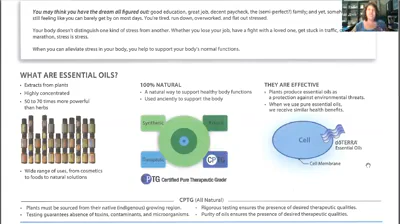 You may think you have the dream all figured out: good education, great job, decent paycheck, the (semi-perfect?) family; and yet, somehow
still feeling like you can barely get by on most days. You're tired, run down, overworked, and flat out stressed.
Your body doesn't distinguish one kind of stress from another. Whether you lose your job, have a fight with a loved one, get stuck in traffic,
marathon, stress is stress.
When you can alleviate stress in your body, you help to support your body's normal functions.
WHAT ARE ESSENTIAL OILS?
• Extracts from plants
• Highly concentrated
• 50 to 70 times more powerful
than herbs
• Wide range of uses, from cosmetics
to foods to natural solutions
100% NATURAL
• A natural way to support healthy body functions
• Used anciently to support the body
Synthetic
CPTG
CPTG Certified Pure Therapeutic Grade
THEY ARE EFFECTIVE
• Plants produce essential oils as
a protection against environmental threats.
• When we use pure essential oils,
we receive similar health benefits.
Cell
dōTERRA
Essential Oils
Cell Membrane
CPTG (All Natural)
• Plants must be sourced from their native (indigenous) growing region.
• Testing guarantees absence of toxins, contaminants, and microorganisms.
• Rigorous testing ensures the presence of desired therapeutic qualities.
• Purity of oils ensures the presence of desired therapeutic qualities.